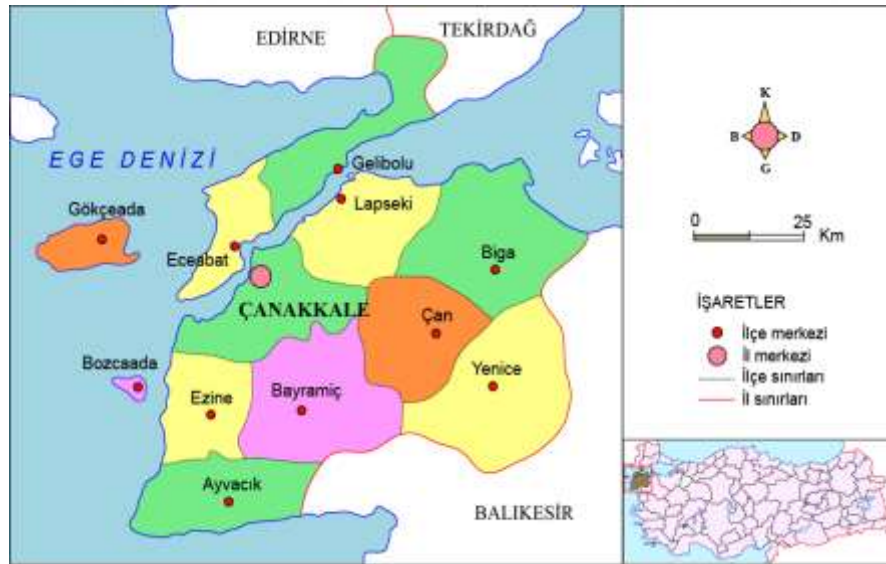 EDİRNE
TEKİRDAĞ
EGE DENİZİ
Gelibolu
Gökçeada
Lapseki
Eceabat
Biga
ÇANAKKALE
Çan
Bozcaada
Ezine
Bayramiç
Yenice
Ayvacık
BALIKESİR
K
B
D
G
0
25
Km
İŞARETLER
İlçe merkezi
İl merkezi
İlçe sınırları
İl sınırları